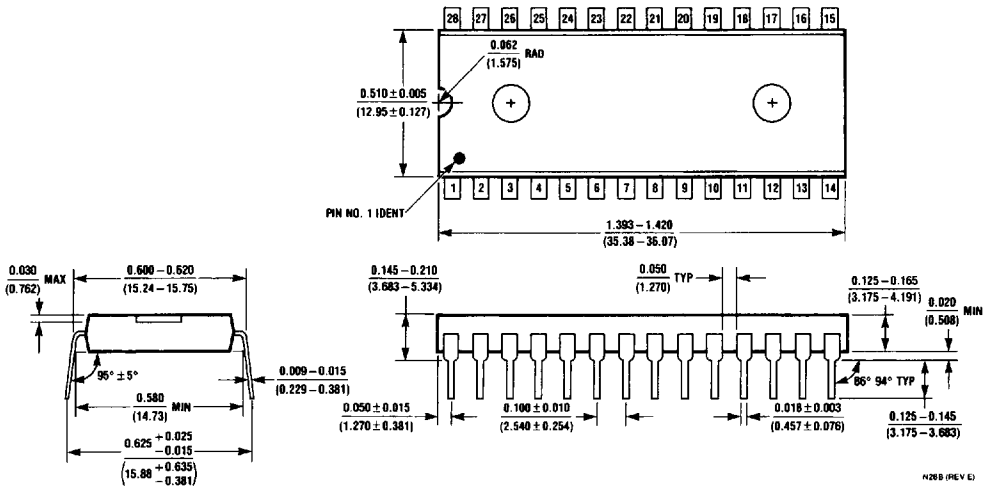 28 27 26 25 24 23 22 21 20 19 18 17 16 15
0.062
(1.575)
RAD
0.510 ± 0.005
(12.95 ± 0.127)
1 2 3 4 5 6 7 8 9 10 11 12 13 14
PIN NO. 1 IDENT
1.393 – 1.420
(35.38 – 36.07)
0.030
(0.762)
MAX
0.600 – 0.620
(15.24 – 15.75)
0.145 – 0.210
(3.683 – 5.334)
0.050
(1.270)
TYP
0.125 – 0.165
(3.175 – 4.191)
0.020
(0.508)
MIN
95° ± 5°
0.009 – 0.015
(0.229 – 0.381)
86° 94° TYP
0.580
(14.73)
MIN
0.050 ± 0.015
(1.270 ± 0.381)
0.100 ± 0.010
(2.540 ± 0.254)
0.018 ± 0.003
(0.457 ± 0.076)
0.125 – 0.145
(3.175 – 3.683)
0.625 + 0.025
– 0.015
(15.88 + 0.635
– 0.381)
N28B (REV E)